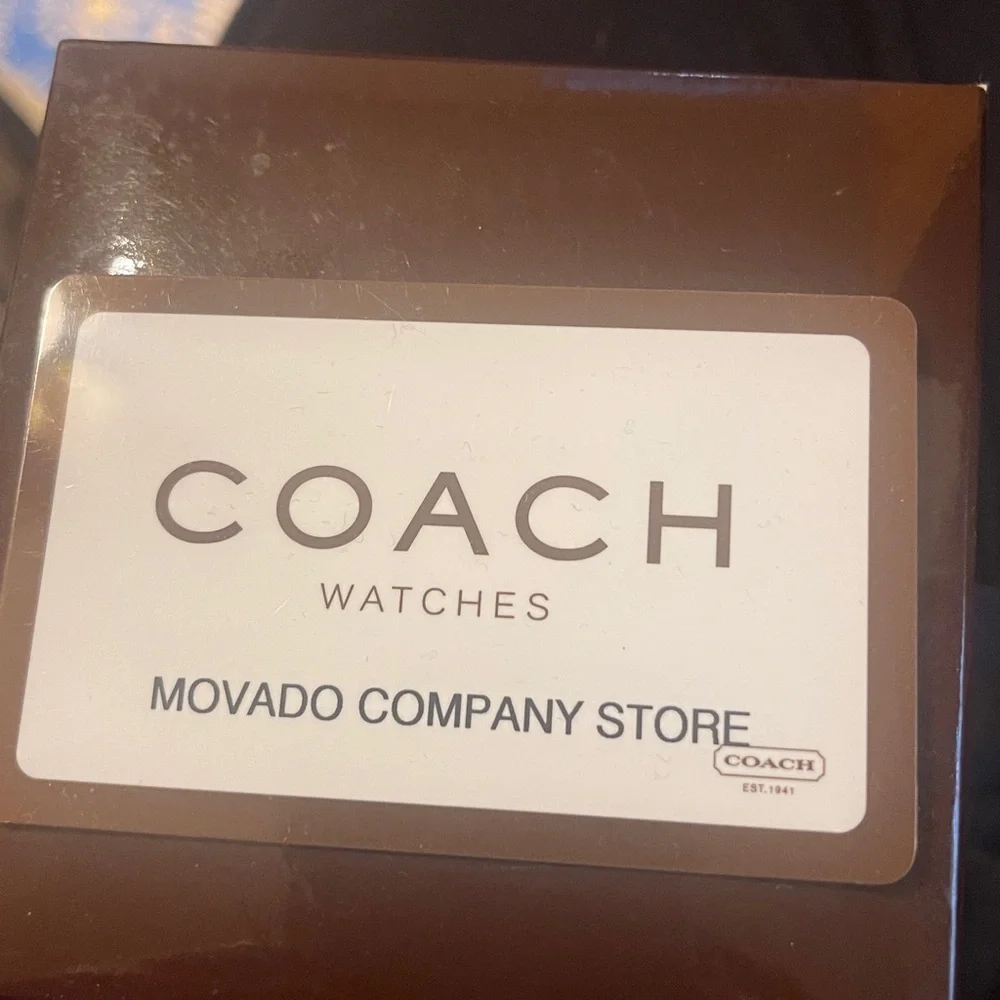 COACH
WATCHES
MOVADO COMPANY STORE
COACH
EST.1941